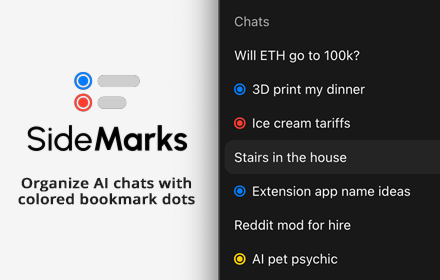 SideMarks
Organize AI chats with
colored bookmark dots
Chats
Will ETH go to 100k?
3D print my dinner
Ice cream tariffs
Stairs in the house
Extension app name ideas
Reddit mod for hire
AI pet psychic